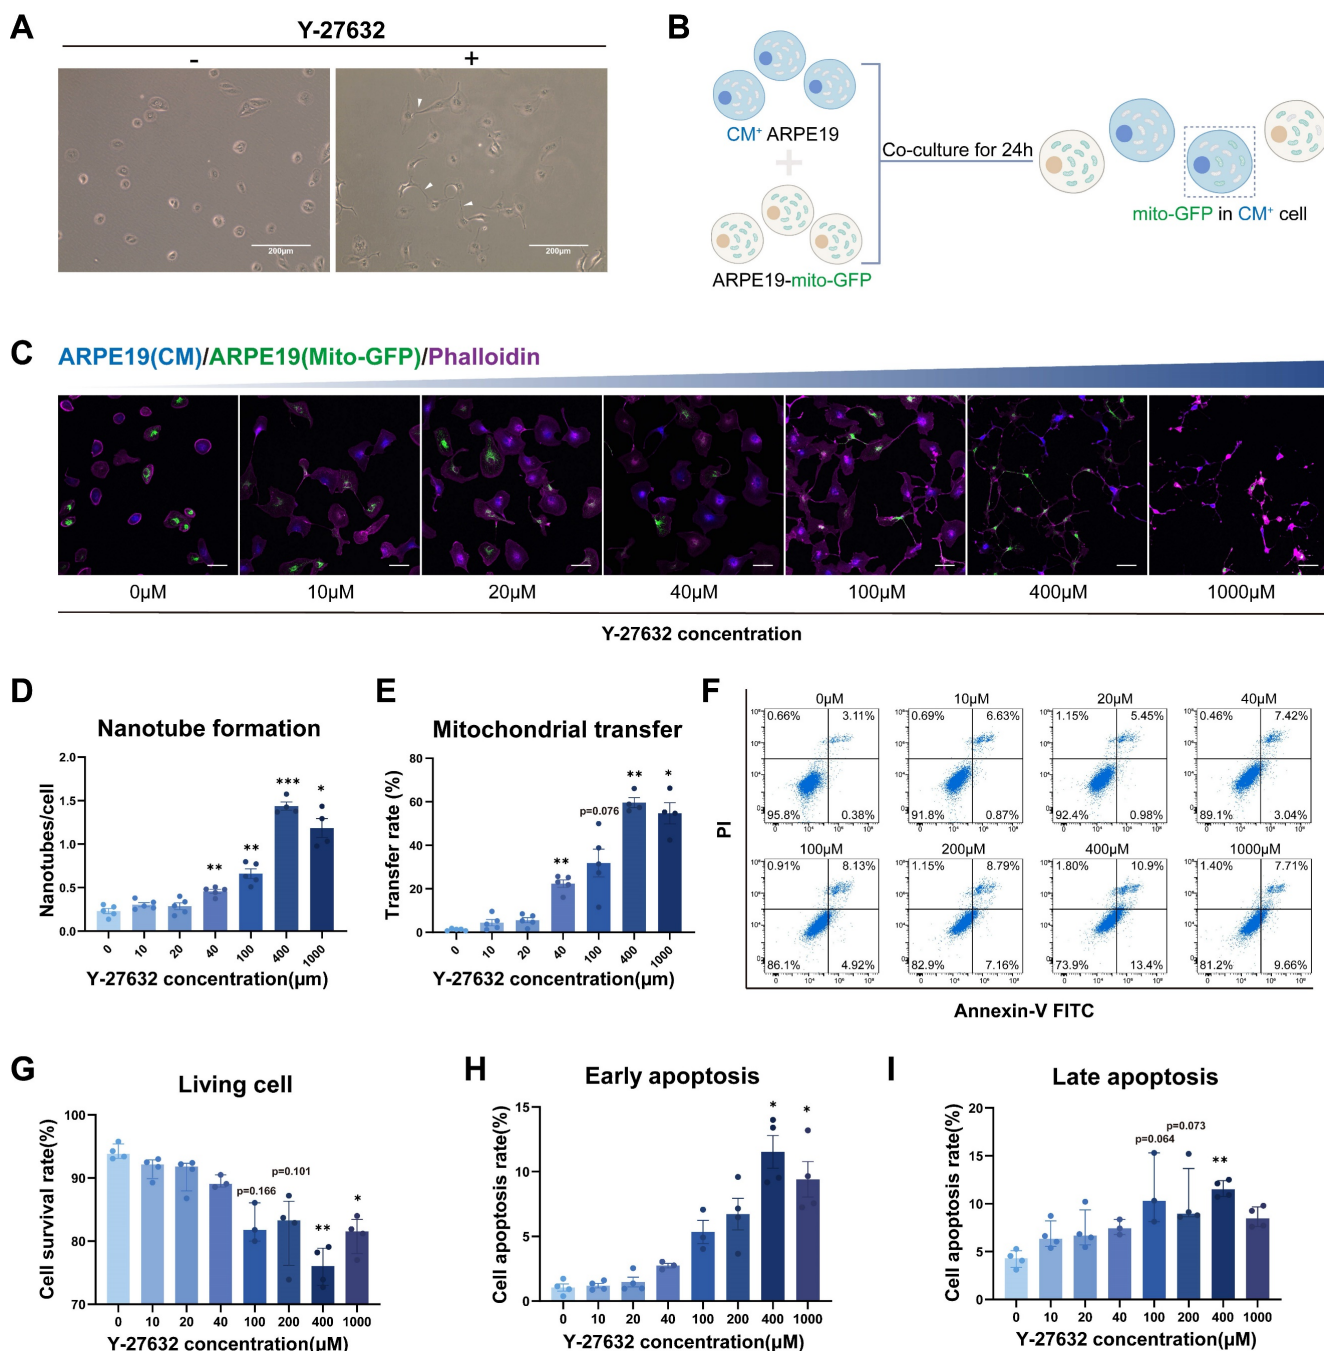 A
Y-27632
-
+
200μm
200μm
B
CM⁺ ARPE19
ARPE19-mito-GFP
Co-culture for 24h
mito-GFP in CM⁺ cell
C
ARPE19(CM)/ARPE19(Mito-GFP)/Phalloidin
0μM 10μM 20μM 40μM 100μM 400μM 1000μM
Y-27632 concentration
D
Nanotube formation
Nanotubes/cell
2.0
1.5
1.0
0.5
0.0
** ** *** *
0 10 20 40 100 400 1000
Y-27632 concentration(μm)
E
Mitochondrial transfer
Transfer rate (%)
80
60
40
20
0
** p=0.076 ** *
0 10 20 40 100 400 1000
Y-27632 concentration(μm)
F
PI
0μM 10μM 20μM 40μM
0.66% 3.11% 0.69% 6.63% 1.15% 5.45% 0.46% 7.42%
95.8% 0.38% 91.8% 0.87% 92.4% 0.98% 89.1% 3.04%
100μM 200μM 400μM 1000μM
0.91% 8.13% 1.15% 8.79% 1.80% 10.9% 1.40% 7.71%
86.1% 4.92% 82.9% 7.16% 73.9% 13.4% 81.2% 9.66%
Annexin-V FITC
G
Living cell
Cell survival rate(%)
100
90
80
70
p=0.166 p=0.101 ** *
0 10 20 40 100 200 400 1000
Y-27632 concentration(μM)
H
Early apoptosis
Cell apoptosis rate(%)
15
10
5
0
* *
0 10 20 40 100 200 400 1000
Y-27632 concentration(μM)
I
Late apoptosis
Cell apoptosis rate(%)
20
15
10
5
0
p=0.064 p=0.073 **
0 10 20 40 100 200 400 1000
Y-27632 concentration(μM)